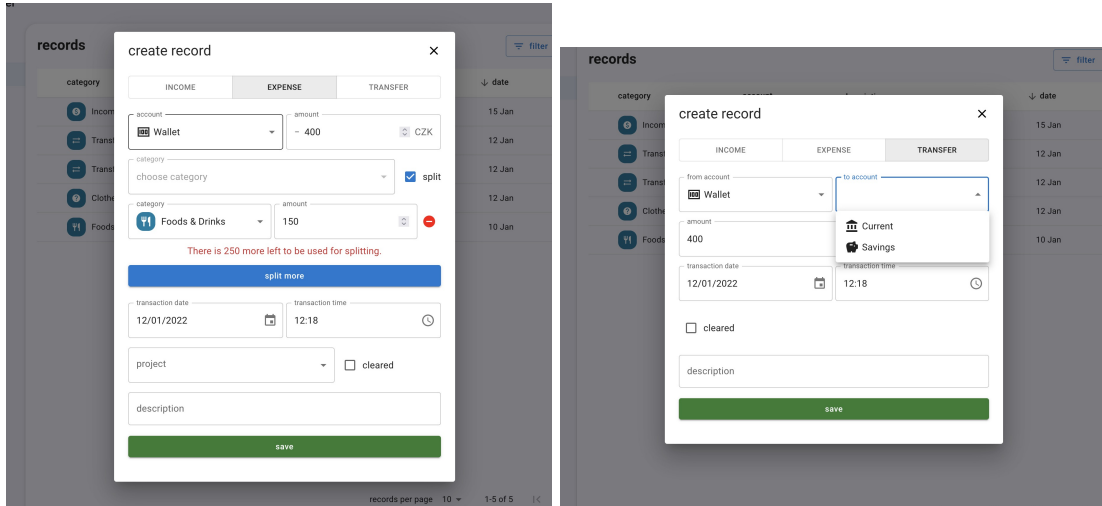 er
records
filter
category
date
Incom
15 Jan
Transf
12 Jan
Transf
12 Jan
Clothe
12 Jan
Foods
10 Jan
records per page 10
1-5 of 5
create record
INCOME
EXPENSE
TRANSFER
account
Wallet
amount
- 400
CZK
category
choose category
split
category
Foods & Drinks
amount
150
There is 250 more left to be used for splitting.
split more
transaction date
12/01/2022
transaction time
12:18
project
cleared
description
save
records
filter
category
date
Incom
15 Jan
Transf
12 Jan
Transf
12 Jan
Clothe
12 Jan
Foods
10 Jan
create record
INCOME
EXPENSE
TRANSFER
from account
Wallet
to account
Current
Savings
amount
400
transaction date
12/01/2022
transaction time
12:18
cleared
description
save